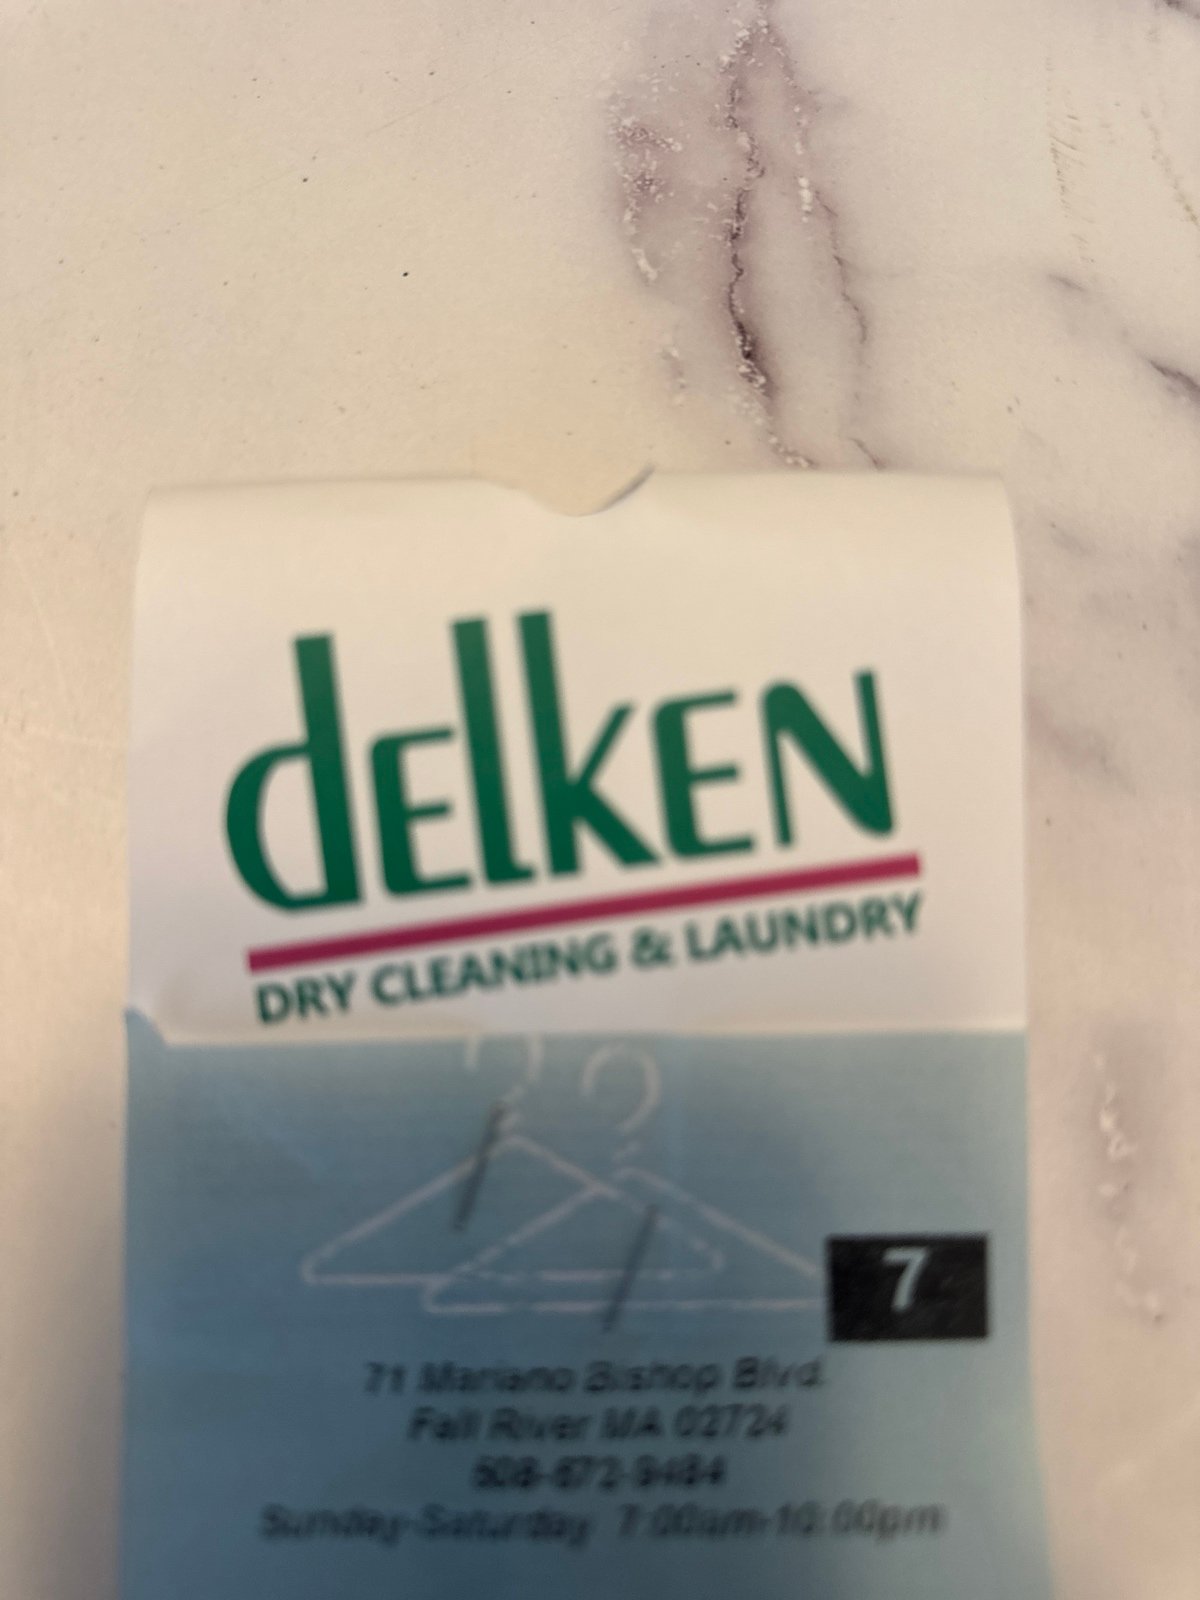 delken
DRY CLEANING & LAUNDRY
7
71 Mariano Bishop Blvd.
Fall River MA 02724
508-672-9484
Sunday-Saturday 7:00am-10:00pm